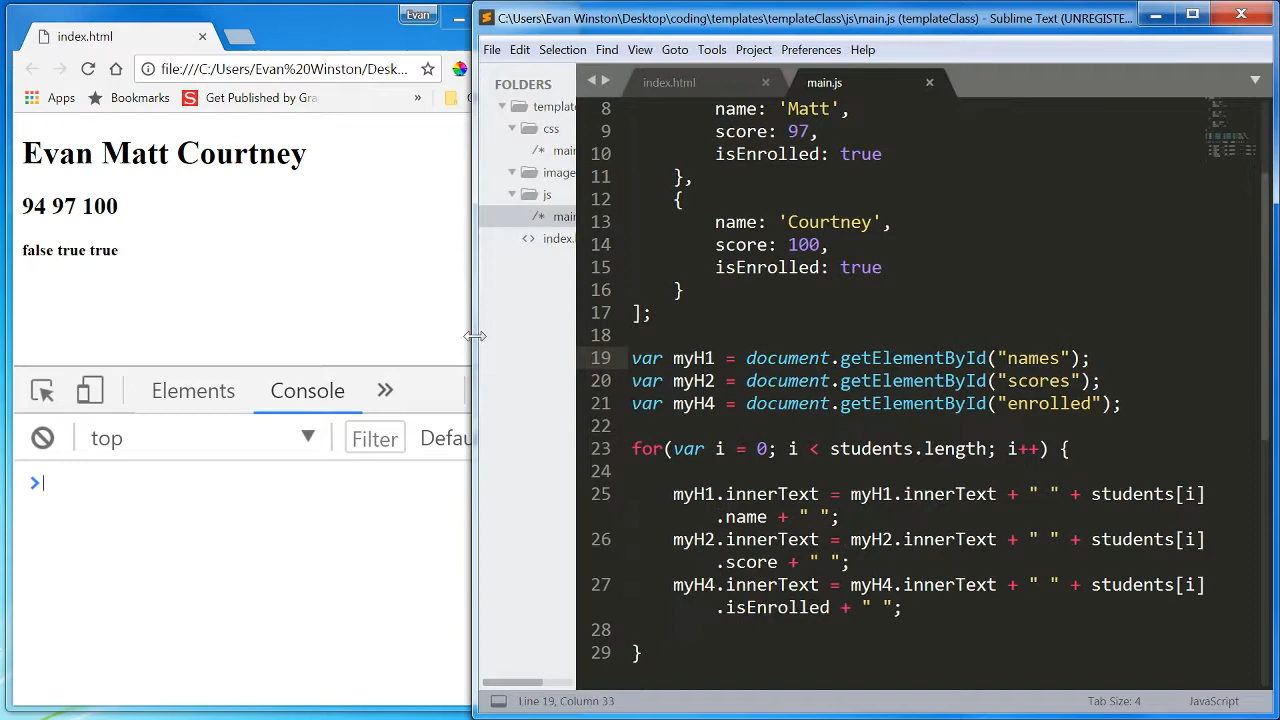 Evan
index.html
file:///C:/Users/Evan%20Winston/Desk...
Apps Bookmarks S Get Published by Gra »
Evan Matt Courtney
94 97 100
false true true
Elements Console »
top Filter Defau
>
C:\Users\Evan Winston\Desktop\coding\templates\templateClass\js\main.js (templateClass) - Sublime Text (UNREGISTE
File Edit Selection Find View Goto Tools Project Preferences Help
FOLDERS
templat
css
/* main
image
js
/* main
<> index.h
index.html main.js
8 name: 'Matt',
9 score: 97,
10 isEnrolled: true
11 },
12 {
13 name: 'Courtney',
14 score: 100,
15 isEnrolled: true
16 }
17 ];
18
19 var myH1 = document.getElementById("names");
20 var myH2 = document.getElementById("scores");
21 var myH4 = document.getElementById("enrolled");
22
23 for(var i = 0; i < students.length; i++) {
24
25 myH1.innerText = myH1.innerText + " " + students[i]
.name + " ";
26 myH2.innerText = myH2.innerText + " " + students[i]
.score + " ";
27 myH4.innerText = myH4.innerText + " " + students[i]
.isEnrolled + " ";
28
29 }
Line 19, Column 33 Tab Size: 4 JavaScript